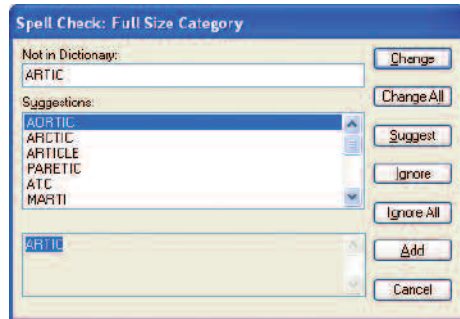 Spell Check: Full Size Category
Not in Dictionary:
ARTIC
Change
Change All
Suggestions:
AORTIC
ARCTIC
ARTICLE
PARETIC
ATC
MARTI
Suggest
Ignore
Ignore All
ARTIC
Add
Cancel